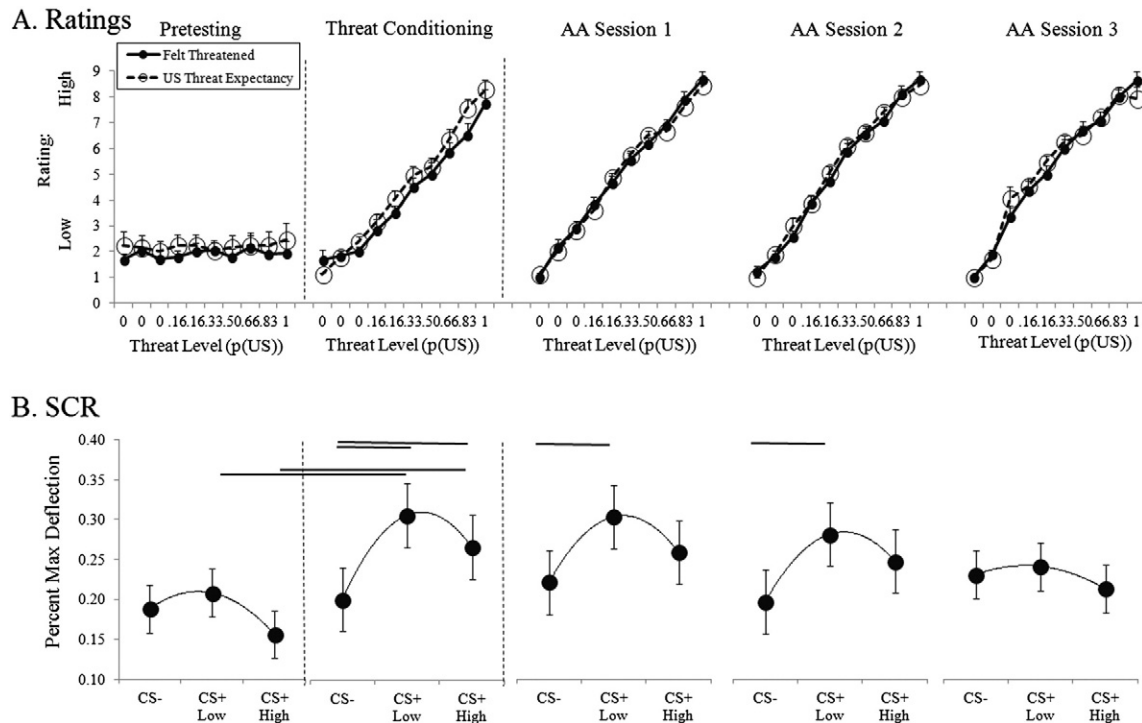 A. Ratings
Pretesting
Threat Conditioning
AA Session 1
AA Session 2
AA Session 3
Felt Threatened
US Threat Expectancy
Rating:
Low
High
9
8
7
6
5
4
3
2
1
0
0 0 0 .16.16.33.50.66.83 1
0 0 0 .16.16.33.50.66.83 1
0 0 0 .16.16.33.50.66.83 1
0 0 0 .16.16.33.50.66.83 1
0 0 0 .16.16.33.50.66.83 1
Threat Level (p(US))
Threat Level (p(US))
Threat Level (p(US))
Threat Level (p(US))
Threat Level (p(US))
B. SCR
Percent Max Deflection
0.40
0.35
0.30
0.25
0.20
0.15
0.10
CS-
CS+
Low
CS+
High
CS-
CS+
Low
CS+
High
CS-
CS+
Low
CS+
High
CS-
CS+
Low
CS+
High
CS-
CS+
Low
CS+
High